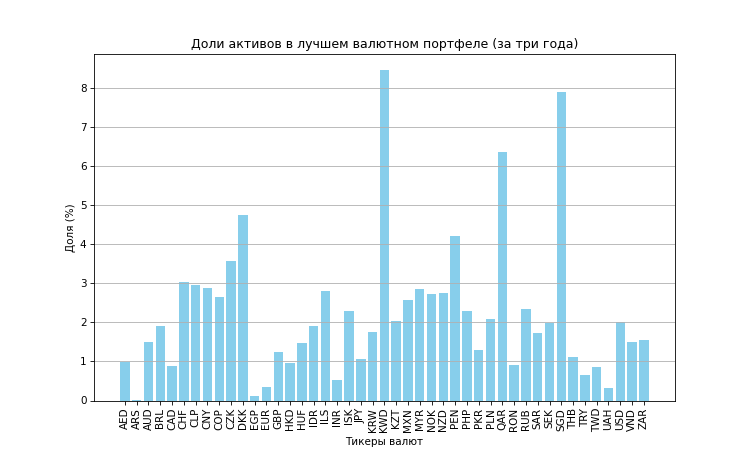 Доли активов в лучшем валютном портфеле (за три года)
Доля (%)
8
7
6
5
4
3
2
1
0
AED
ARS
AUD
BRL
CAD
CHF
CLP
CNY
COP
CZK
DKK
EGP
EUR
GBP
HKD
HUF
IDR
ILS
INR
ISK
JPY
KRW
KWD
KZT
MXN
MYR
NOK
NZD
PEN
PHP
PKR
PLN
QAR
RON
RUB
SAR
SEK
SGD
THB
TRY
TWD
UAH
USD
VND
ZAR
Тикеры валют